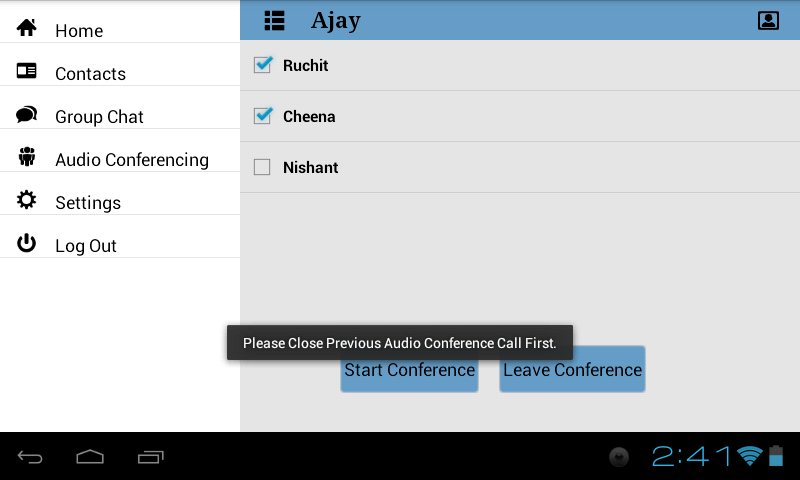 Home
Contacts
Group Chat
Audio Conferencing
Settings
Log Out
Ajay
Ruchit
Cheena
Nishant
Please Close Previous Audio Conference Call First.
Start Conference
Leave Conference
2:41